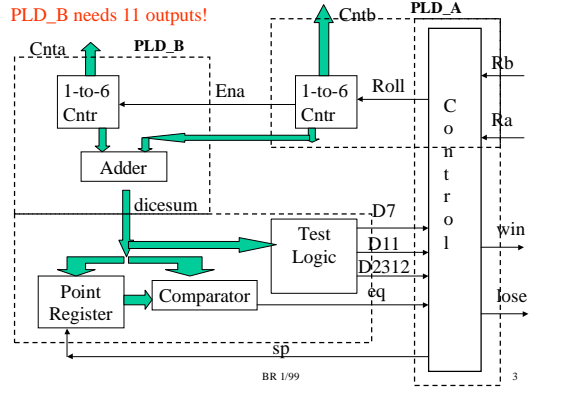 PLD_B needs 11 outputs!
Cntb
PLD_A
Cnta
PLD_B
Rb
1-to-6
Cntr
Ena
1-to-6
Cntr
Roll
Control
Ra
Adder
dicesum
D7
Test
Logic
D11
D2312
win
Point
Register
Comparator
eq
lose
sp
BR 1/99
3